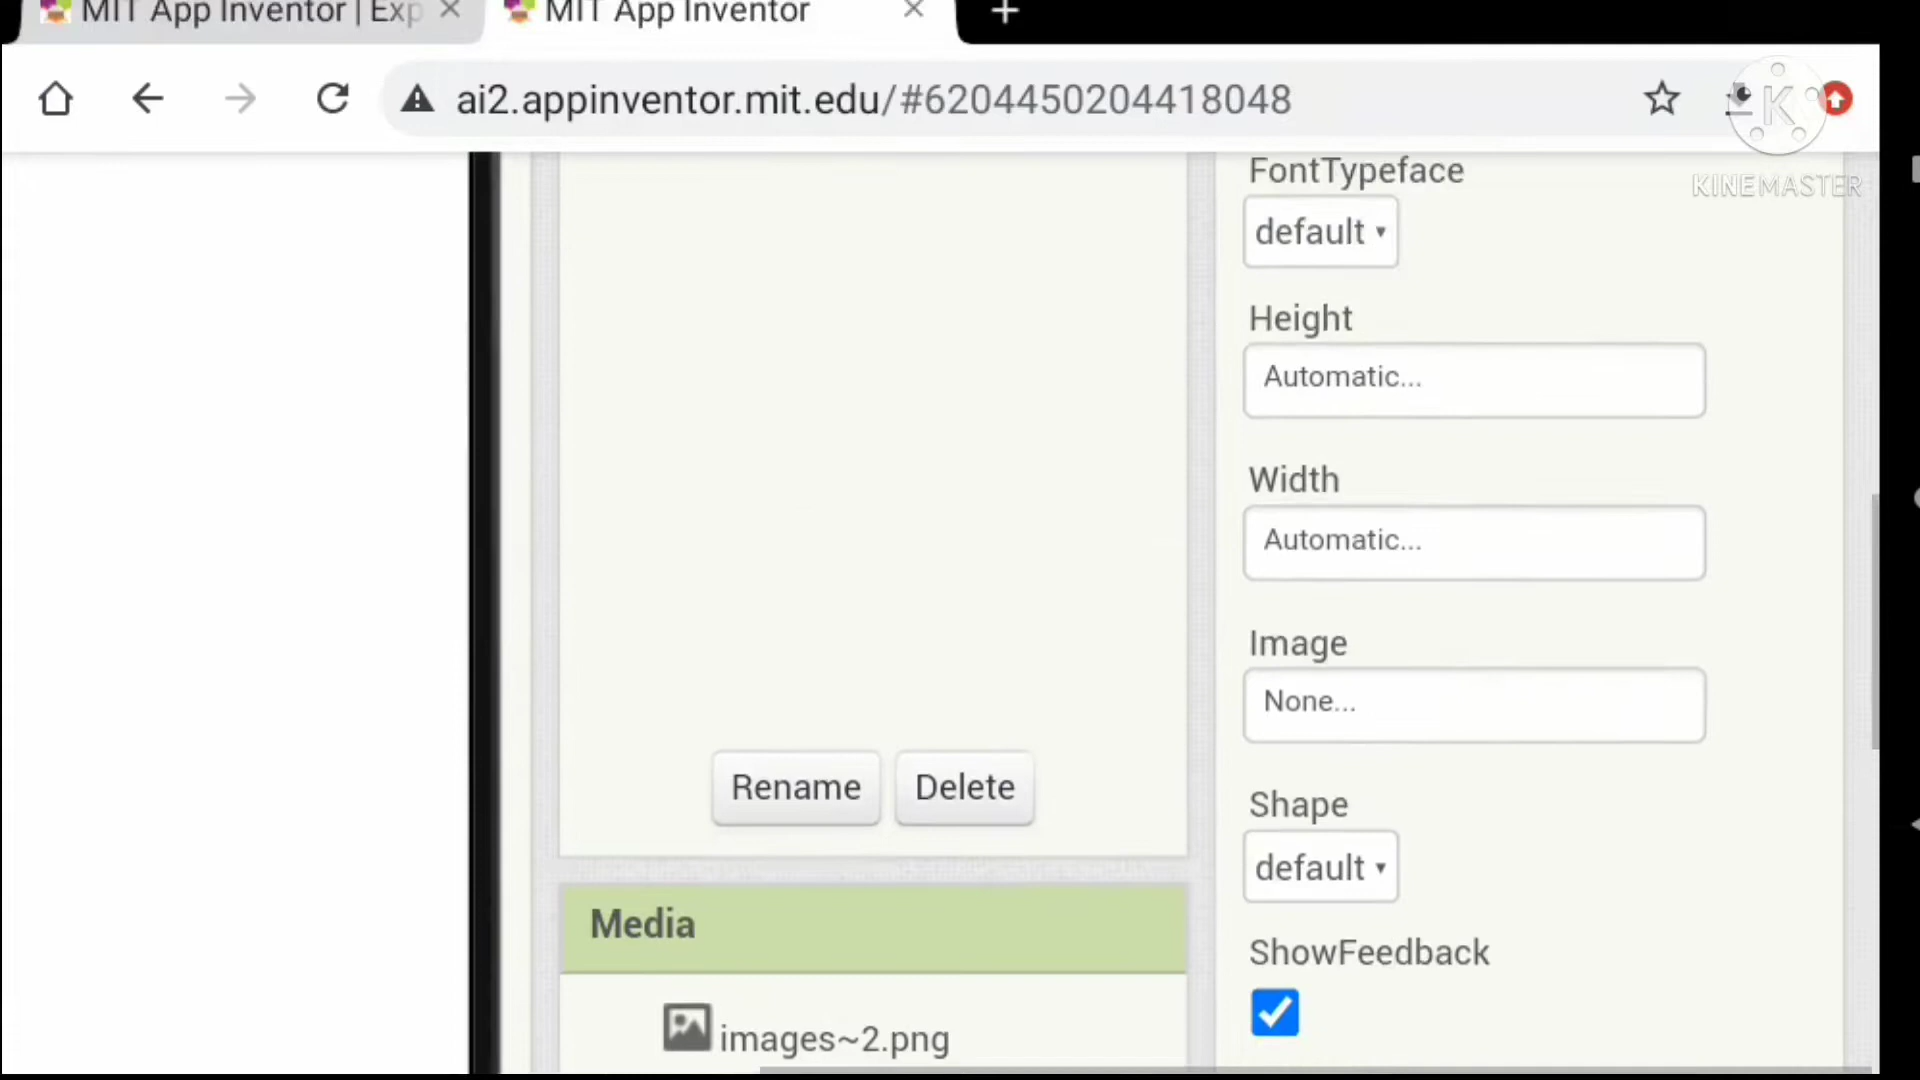 MIT App Inventor | Exp
MIT App Inventor
ai2.appinventor.mit.edu/#6204450204418048
K
KINEMASTER
FontTypeface
default
Height
Automatic...
Width
Automatic...
Image
None...
Rename
Delete
Shape
default
Media
ShowFeedback
images~2.png